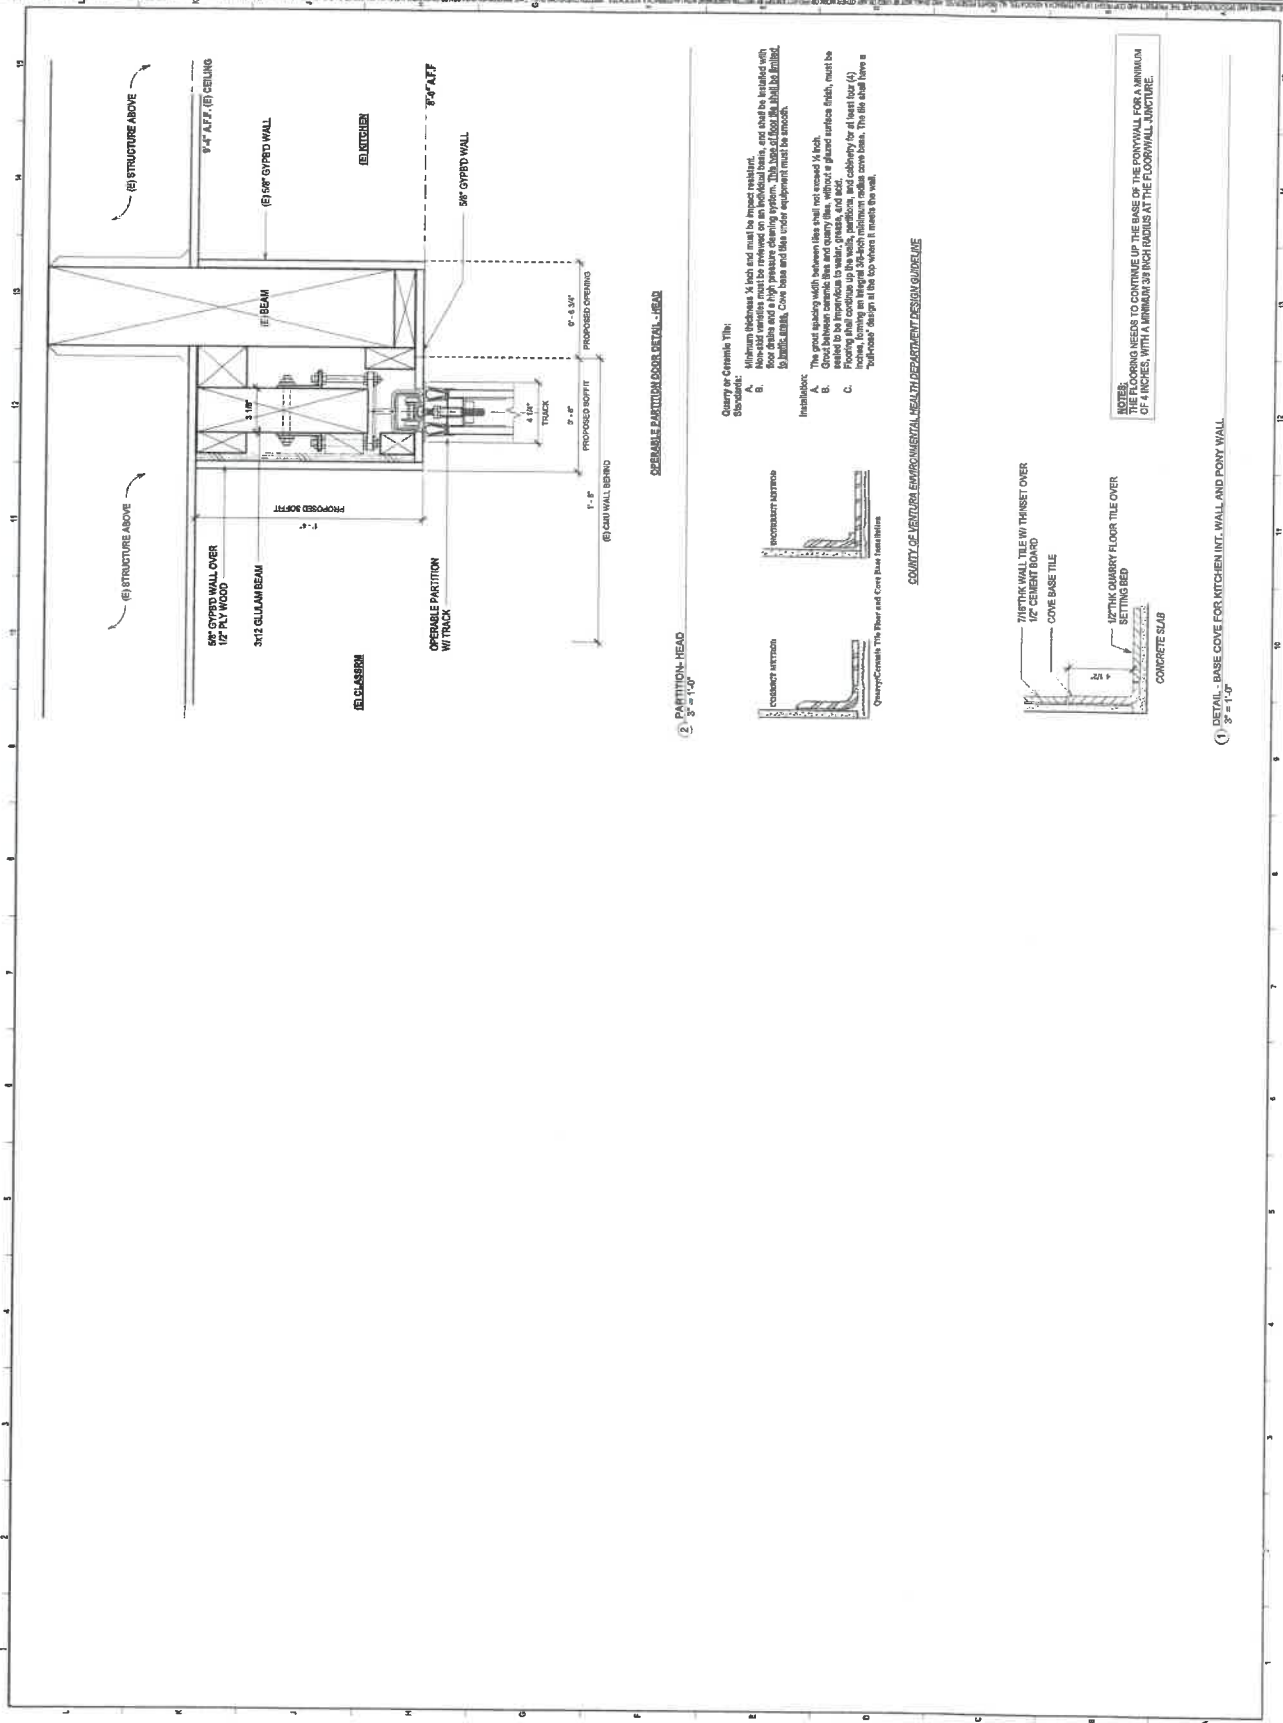 (E) STRUCTURE ABOVE
(E) STRUCTURE ABOVE
9'-4" A.F.F. (E) CEILING
5/8" GYPB'D WALL OVER
1/2" PLY WOOD
3x12 GLULAM BEAM
3 1/8"
(E) BEAM
(E) 5/8" GYPB'D WALL
PROPOSED SOFFIT
1'-4"
(E) CLASSRM
(E) KITCHEN
OPERABLE PARTITION
W/ TRACK
8'-0" A.F.F
5/8" GYPB'D WALL
4 1/4"
TRACK
0'-8"
PROPOSED SOFFIT
0'-6 3/4"
PROPOSED OPENING
1'-8"
(E) CMU WALL BEHIND
OPERABLE PARTITION DOOR DETAIL - HEAD
2 PARTITION- HEAD
3" = 1'-0"
Quarry or Ceramic Tile:
Standards:
A. Minimum thickness ¼ inch and must be impact resistant.
B. Non-skid varieties must be reviewed on an individual basis, and shall be installed with
floor drains and a high pressure cleaning system. This type of floor tile shall be limited
to traffic areas. Cove base and tiles under equipment must be smooth.
Installation:
A. The grout spacing width between tiles shall not exceed ¼ inch.
B. Grout between ceramic tiles and quarry tiles, without a glazed surface finish, must be
sealed to be impervious to water, grease, and acid.
C. Flooring shall continue up the walls, partitions, and cabinetry for at least four (4)
inches, forming an integral 3/8-inch minimum radius cove base. The tile shall have a
"bull-nose" design at the top where it meets the wall.
CORRECT METHOD
INCORRECT METHOD
Quarry/Ceramic Tile Floor and Cove Base Installation
COUNTY OF VENTURA ENVIRONMENTAL HEALTH DEPARTMENT DESIGN GUIDELINE
7/16"THK WALL TILE W/ THINSET OVER
1/2" CEMENT BOARD
COVE BASE TILE
4 1/2"
1/2"THK QUARRY FLOOR TILE OVER
SETTING BED
CONCRETE SLAB
NOTES:
THE FLOORING NEEDS TO CONTINUE UP THE BASE OF THE PONYWALL FOR A MINIMUM
OF 4 INCHES, WITH A MINIMUM 3/8 INCH RADIUS AT THE FLOOR/WALL JUNCTURE.
1 DETAIL - BASE COVE FOR KITCHEN INT. WALL AND PONY WALL
3" = 1'-0"